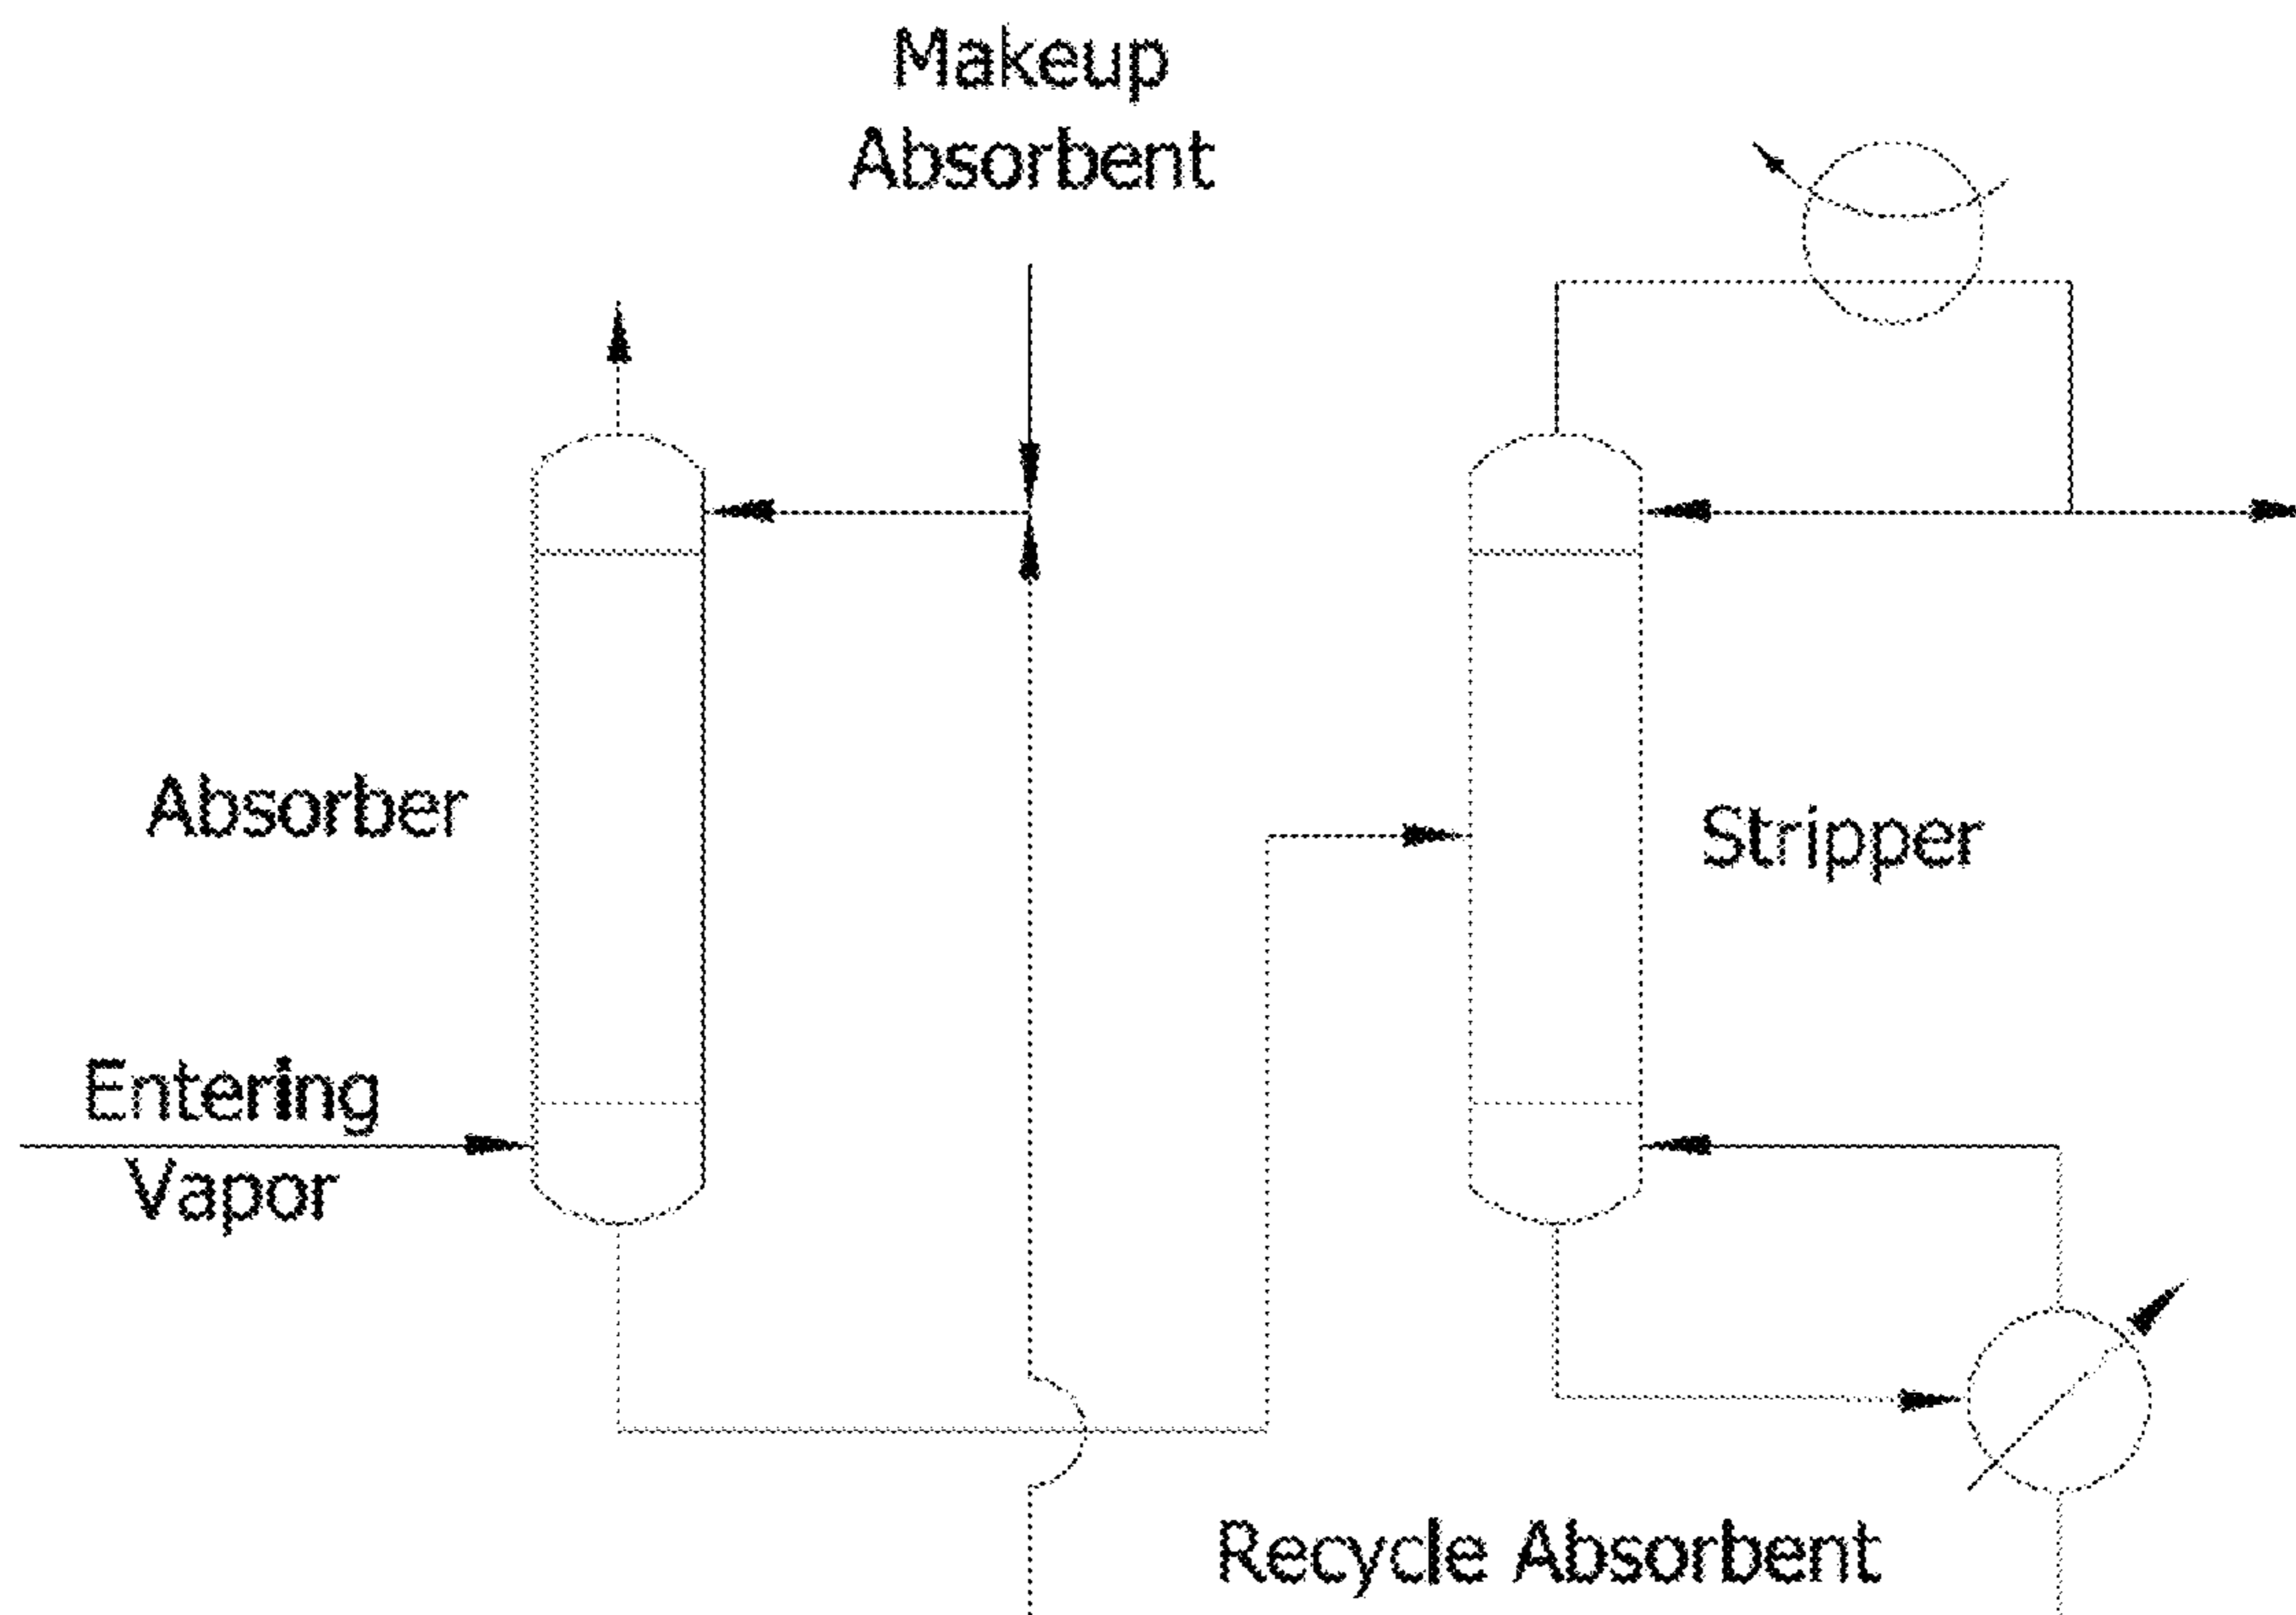 Makeup
Absorbent
Absorber
Stripper
Entering
Vapor
Recycle Absorbent